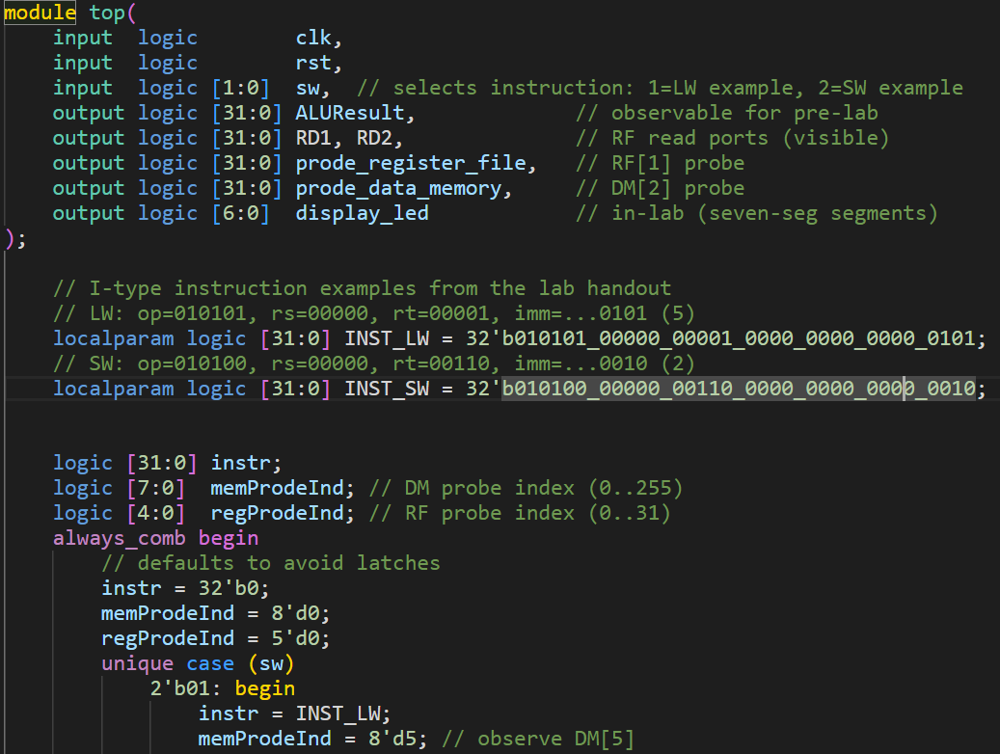 module top(
    input  logic        clk,
    input  logic        rst,
    input  logic [1:0]  sw,  // selects instruction: 1=LW example, 2=SW example
    output logic [31:0] ALUResult,             // observable for pre-lab
    output logic [31:0] RD1, RD2,              // RF read ports (visible)
    output logic [31:0] prode_register_file,   // RF[1] probe
    output logic [31:0] prode_data_memory,     // DM[2] probe
    output logic [6:0]  display_led            // in-lab (seven-seg segments)
);
    // I-type instruction examples from the lab handout
    // LW: op=010101, rs=00000, rt=00001, imm=...0101 (5)
    localparam logic [31:0] INST_LW = 32'b010101_00000_00001_0000_0000_0000_0101;
    // SW: op=010100, rs=00000, rt=00110, imm=...0010 (2)
    localparam logic [31:0] INST_SW = 32'b010100_00000_00110_0000_0000_0000_0010;
    logic [31:0] instr;
    logic [7:0]  memProdeInd; // DM probe index (0..255)
    logic [4:0]  regProdeInd; // RF probe index (0..31)
    always_comb begin
        // defaults to avoid latches
        instr = 32'b0;
        memProdeInd = 8'd0;
        regProdeInd = 5'd0;
        unique case (sw)
            2'b01: begin
                instr = INST_LW;
                memProdeInd = 8'd5; // observe DM[5]